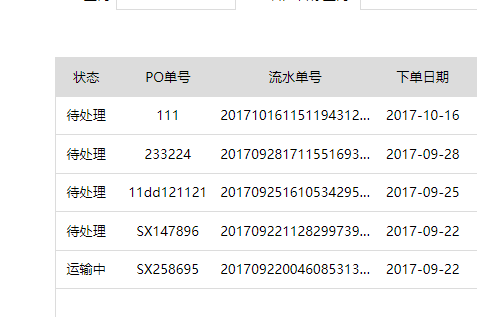 状态 PO单号 流水单号 下单日期
待处理 111 201710161151194312... 2017-10-16
待处理 233224 201709281711551693... 2017-09-28
待处理 11dd121121 201709251610534295... 2017-09-25
待处理 SX147896 201709221128299739... 2017-09-22
运输中 SX258695 201709220046085313... 2017-09-22